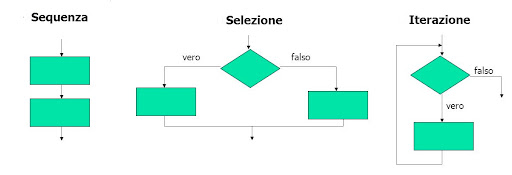 Sequenza
Selezione
Iterazione
vero
falso
falso
vero